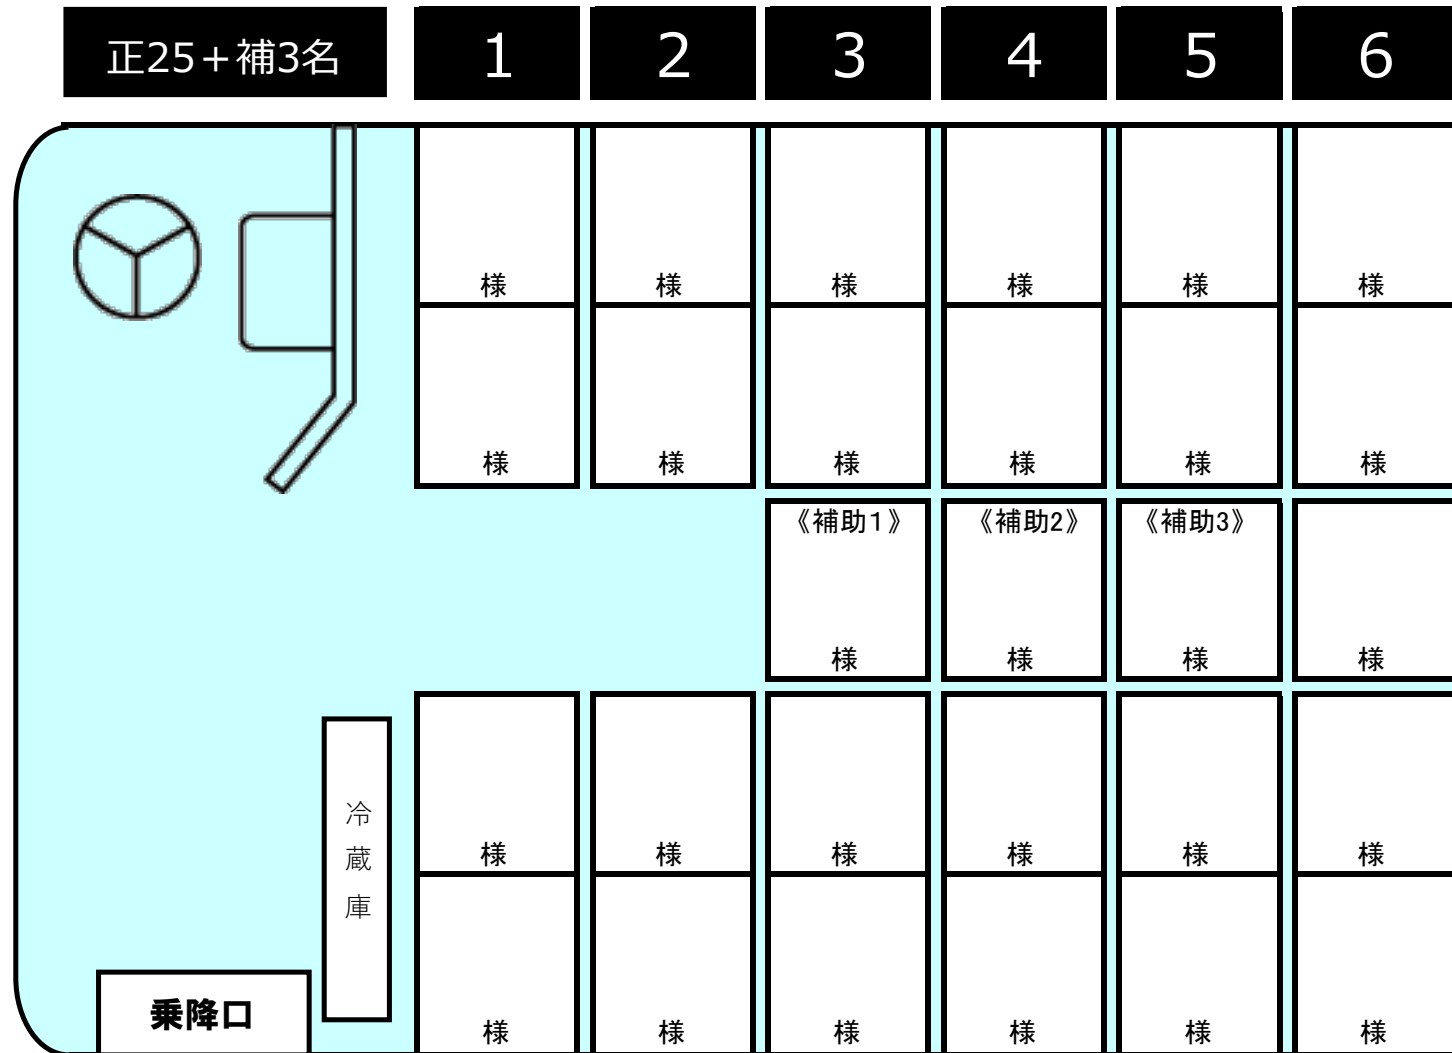 正25＋補3名
1 2 3 4 5 6
様 様 様 様 様 様
様 様 様 様 様 様
《補助１》 《補助2》 《補助3》
様 様 様 様
様 様 様 様 様 様
様 様 様 様 様 様
冷
蔵
庫
乗降口